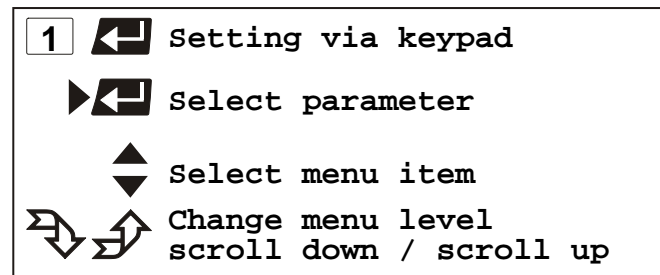 1 Setting via keypad
Select parameter
Select menu item
Change menu level
scroll down / scroll up